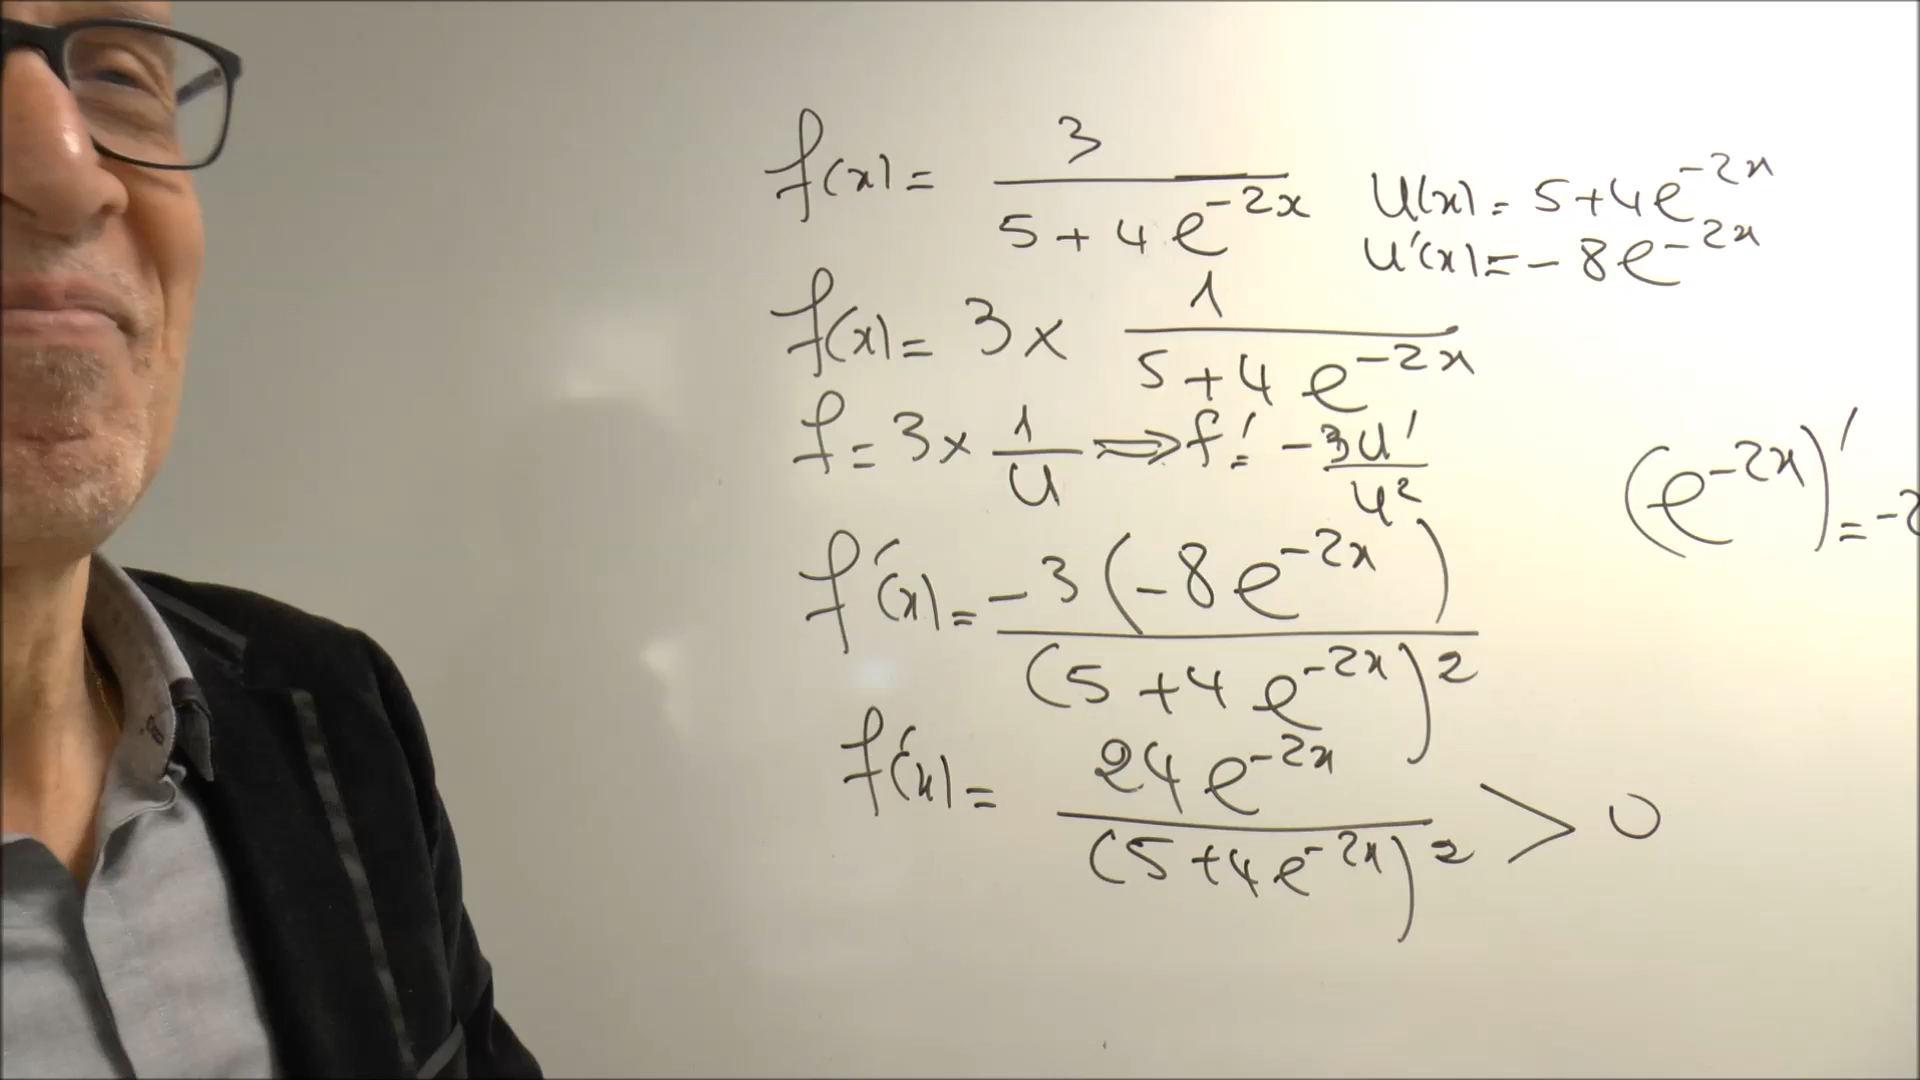 f(x) = 3 / (5 + 4e^{-2x})
U(x) = 5 + 4e^{-2x}
U'(x) = -8e^{-2x}
f(x) = 3 × 1 / (5 + 4e^{-2x})
f = 3 × 1/U ⟹ f' = -3U'/U²
(e^{-2x})' = -2
f'(x) = -3(-8e^{-2x}) / (5 + 4e^{-2x})²
f'(x) = 24e^{-2x} / (5 + 4e^{-2x})² > 0